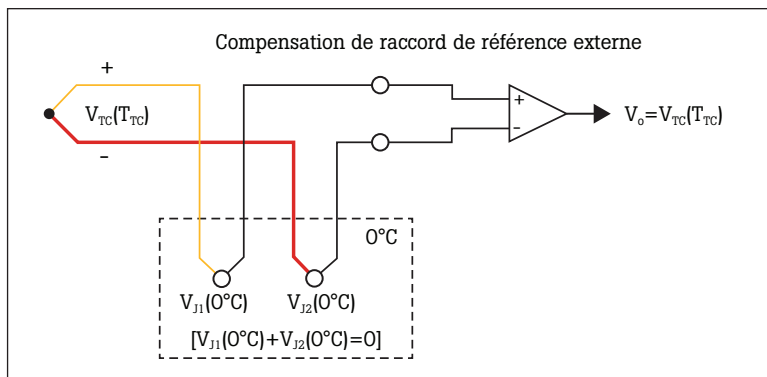 Compensation de raccord de référence externe
+
V_TC(T_TC)
–
+
-
V_o=V_TC(T_TC)
0°C
V_J1(0°C) V_J2(0°C)
[V_J1(0°C)+V_J2(0°C)=0]